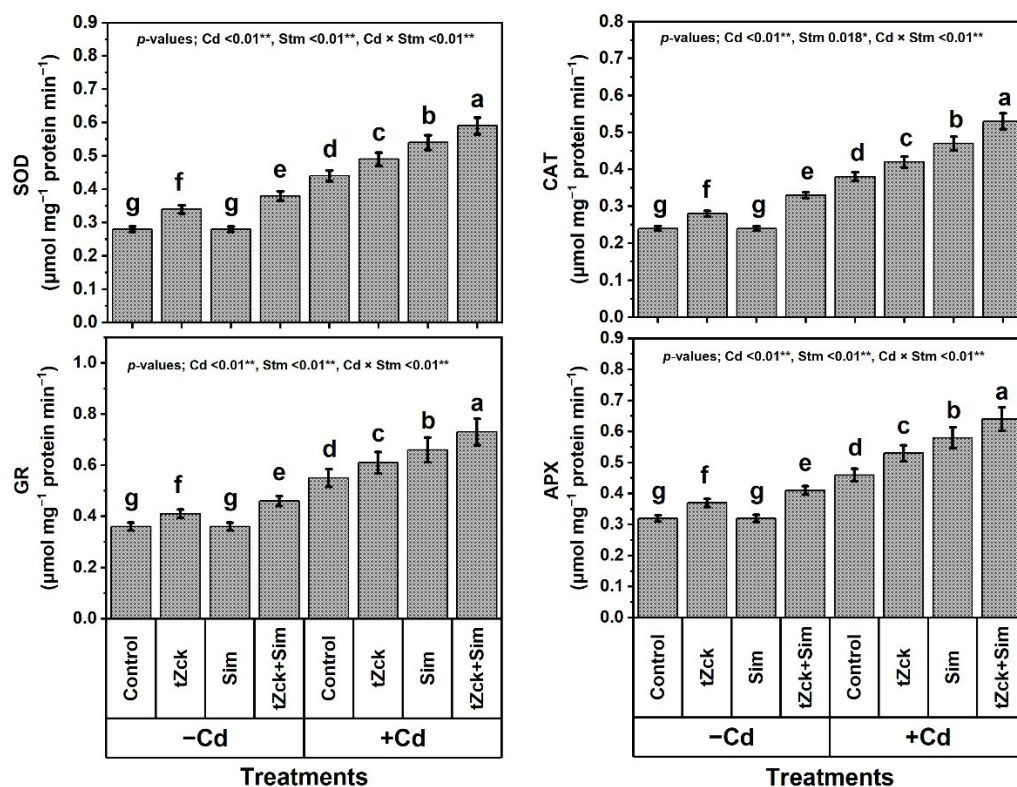 p-values; Cd <0.01**, Stm <0.01**, Cd × Stm <0.01**
SOD
(µmol mg⁻¹ protein min⁻¹)
0.9
0.8
0.7
0.6
0.5
0.4
0.3
0.2
0.1
0.0
g
f
g
e
d
c
b
a
p-values; Cd <0.01**, Stm 0.018*, Cd × Stm <0.01**
CAT
(µmol mg⁻¹ protein min⁻¹)
0.8
0.7
0.6
0.5
0.4
0.3
0.2
0.1
0.0
g
f
g
e
d
c
b
a
p-values; Cd <0.01**, Stm <0.01**, Cd × Stm <0.01**
GR
(µmol mg⁻¹ protein min⁻¹)
1.0
0.8
0.6
0.4
0.2
0.0
g
f
g
e
d
c
b
a
Control
tZck
Sim
tZck+Sim
Control
tZck
Sim
tZck+Sim
−Cd
+Cd
Treatments
p-values; Cd <0.01**, Stm <0.01**, Cd × Stm <0.01**
APX
(µmol mg⁻¹ protein min⁻¹)
0.9
0.8
0.7
0.6
0.5
0.4
0.3
0.2
0.1
0.0
g
f
g
e
d
c
b
a
Control
tZck
Sim
tZck+Sim
Control
tZck
Sim
tZck+Sim
−Cd
+Cd
Treatments